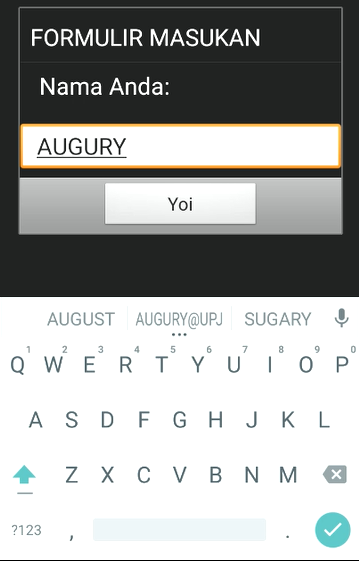 FORMULIR MASUKAN
Nama Anda:
AUGURY
Yoi
AUGUST AUGURY@UPJ SUGARY
1 2 3 4 5 6 7 8 9 0
Q W E R T Y U I O P
A S D F G H J K L
Z X C V B N M
?123 , .